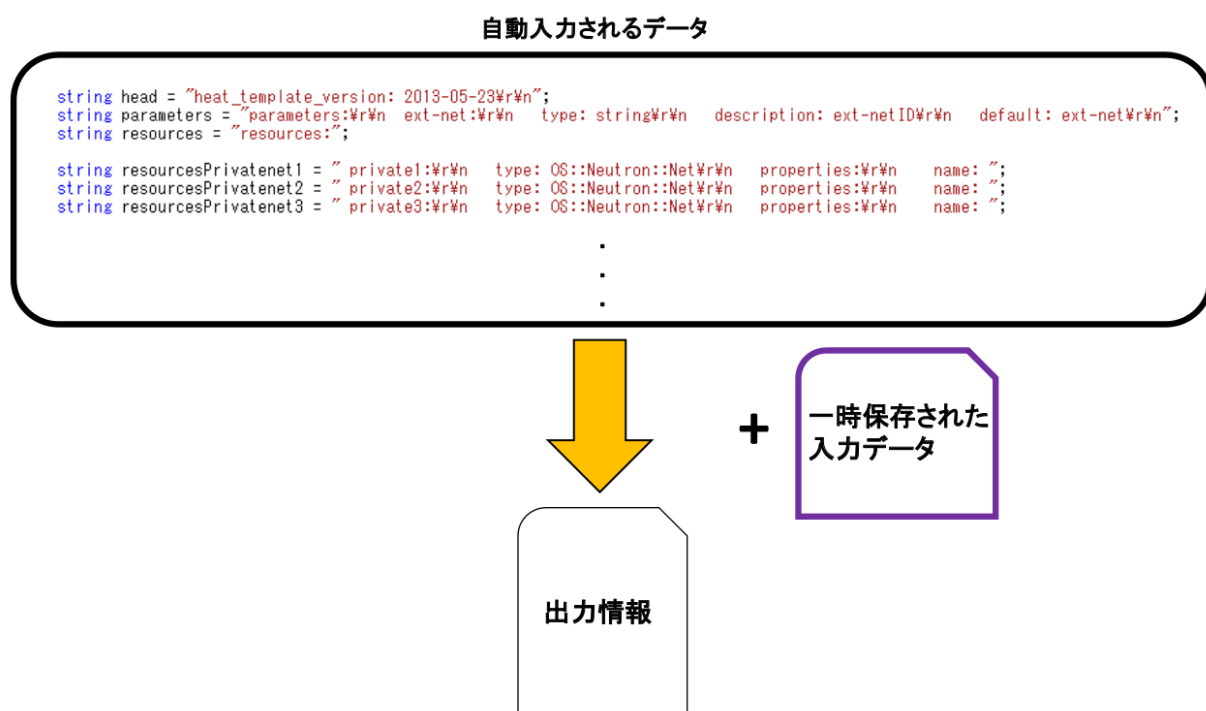 自動入力されるデータ
string head = "heat_template_version: 2013-05-23¥r¥n";
string parameters = "parameters:¥r¥n  ext-net:¥r¥n   type: string¥r¥n   description: ext-netID¥r¥n   default: ext-net¥r¥n";
string resources = "resources:";
string resourcesPrivatenet1 = " private1:¥r¥n   type: OS::Neutron::Net¥r¥n   properties:¥r¥n    name: ";
string resourcesPrivatenet2 = " private2:¥r¥n   type: OS::Neutron::Net¥r¥n   properties:¥r¥n    name: ";
string resourcesPrivatenet3 = " private3:¥r¥n   type: OS::Neutron::Net¥r¥n   properties:¥r¥n    name: ";
.
.
.
+
一時保存された
入力データ
出力情報